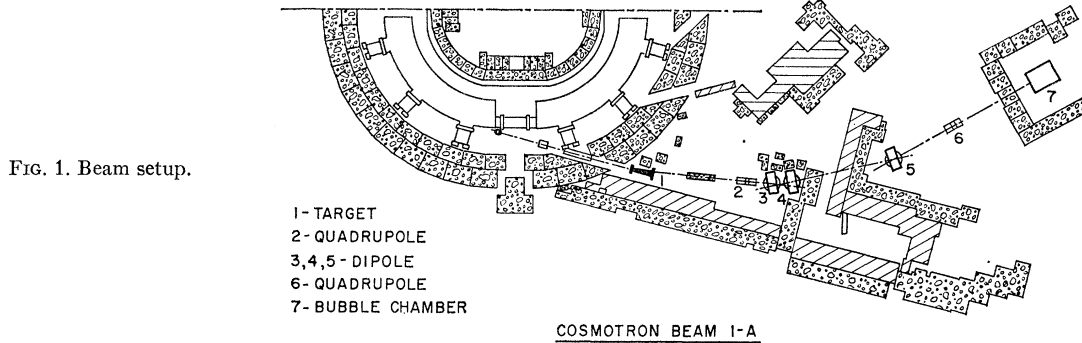 FIG. 1. Beam setup.
1
2
3
4
5
6
7
1-TARGET
2-QUADRUPOLE
3,4,5-DIPOLE
6-QUADRUPOLE
7-BUBBLE CHAMBER
COSMOTRON BEAM 1-A